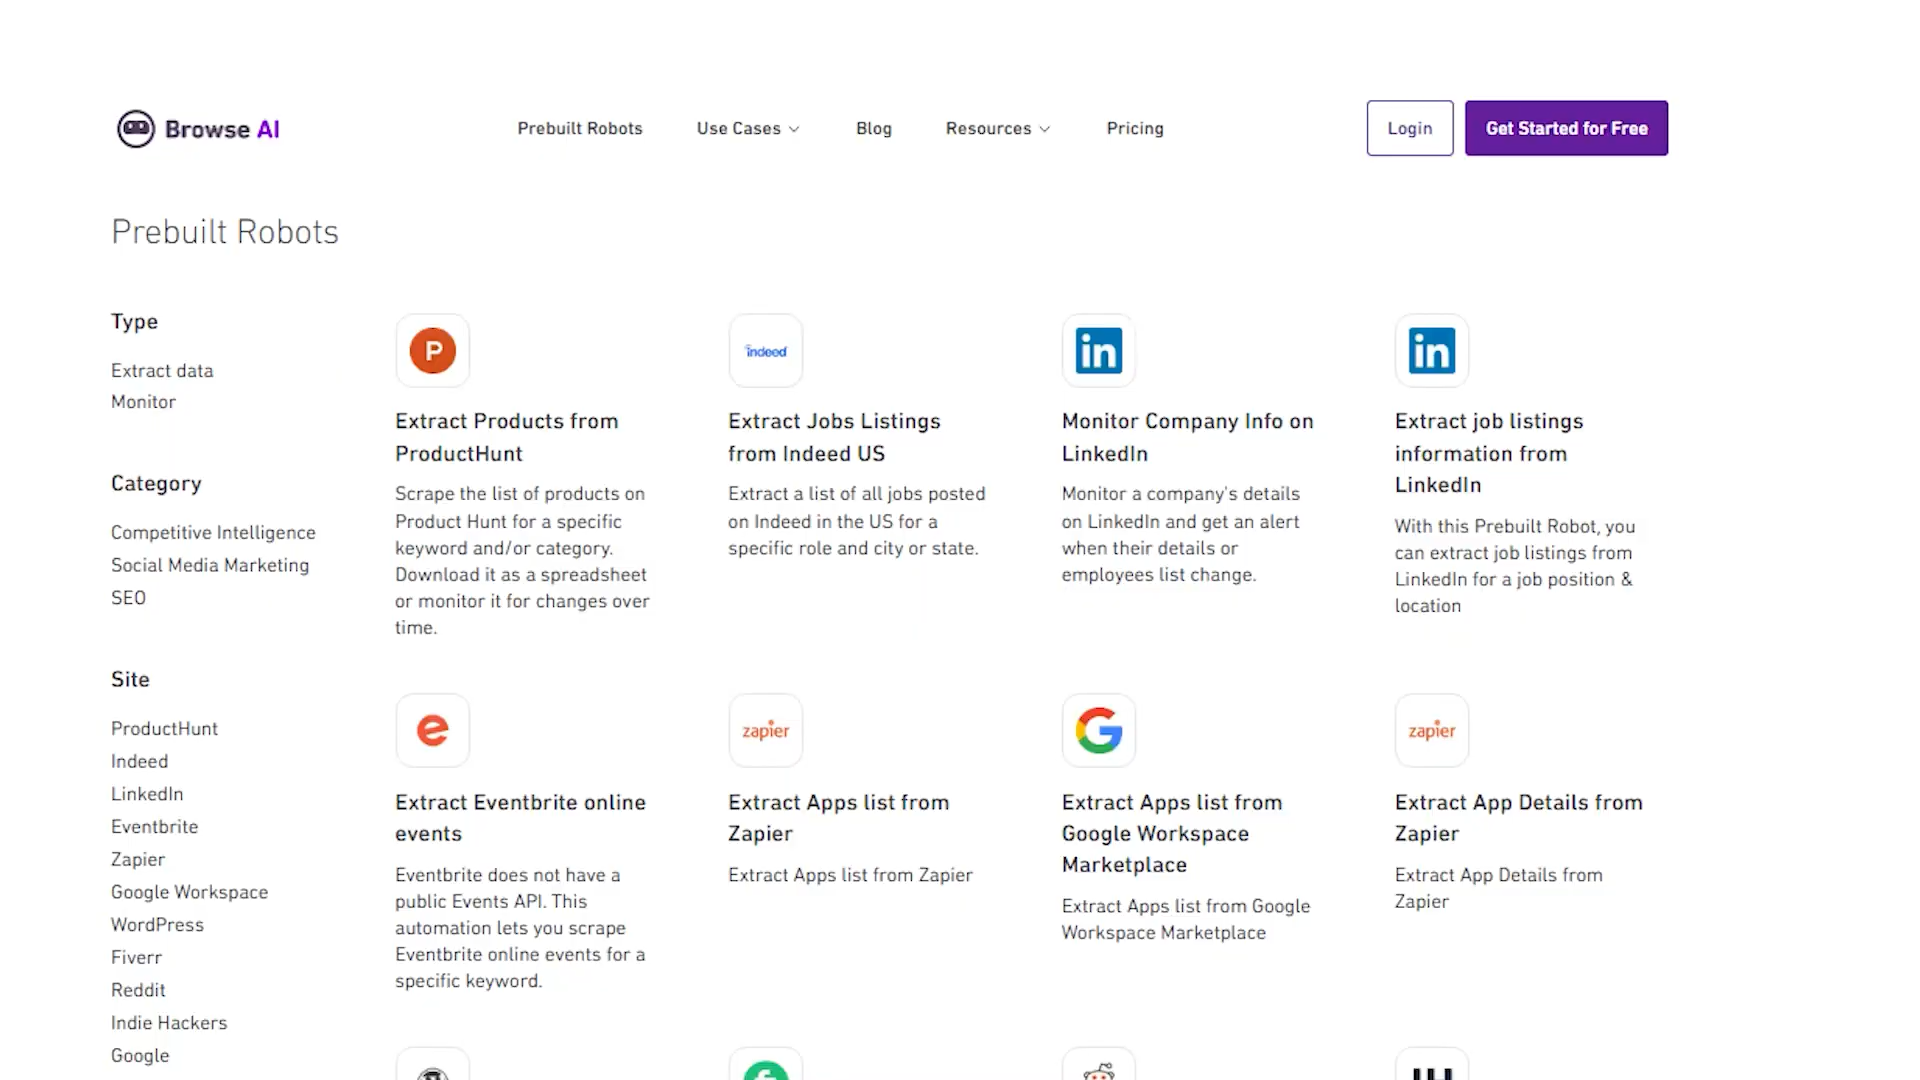 Browse AI
Prebuilt Robots
Use Cases
Blog
Resources
Pricing
Login
Get Started for Free
Prebuilt Robots
Type
Extract data
Monitor
Category
Competitive Intelligence
Social Media Marketing
SEO
Site
ProductHunt
Indeed
LinkedIn
Eventbrite
Zapier
Google Workspace
WordPress
Fiverr
Reddit
Indie Hackers
Google
P
Extract Products from
ProductHunt
Scrape the list of products on
Product Hunt for a specific
keyword and/or category.
Download it as a spreadsheet
or monitor it for changes over
time.
indeed
Extract Jobs Listings
from Indeed US
Extract a list of all jobs posted
on Indeed in the US for a
specific role and city or state.
in
Monitor Company Info on
LinkedIn
Monitor a company's details
on LinkedIn and get an alert
when their details or
employees list change.
in
Extract job listings
information from
LinkedIn
With this Prebuilt Robot, you
can extract job listings from
LinkedIn for a job position &
location
e
Extract Eventbrite online
events
Eventbrite does not have a
public Events API. This
automation lets you scrape
Eventbrite online events for a
specific keyword.
zapier
Extract Apps list from
Zapier
Extract Apps list from Zapier
G
Extract Apps list from
Google Workspace
Marketplace
Extract Apps list from Google
Workspace Marketplace
zapier
Extract App Details from
Zapier
Extract App Details from
Zapier